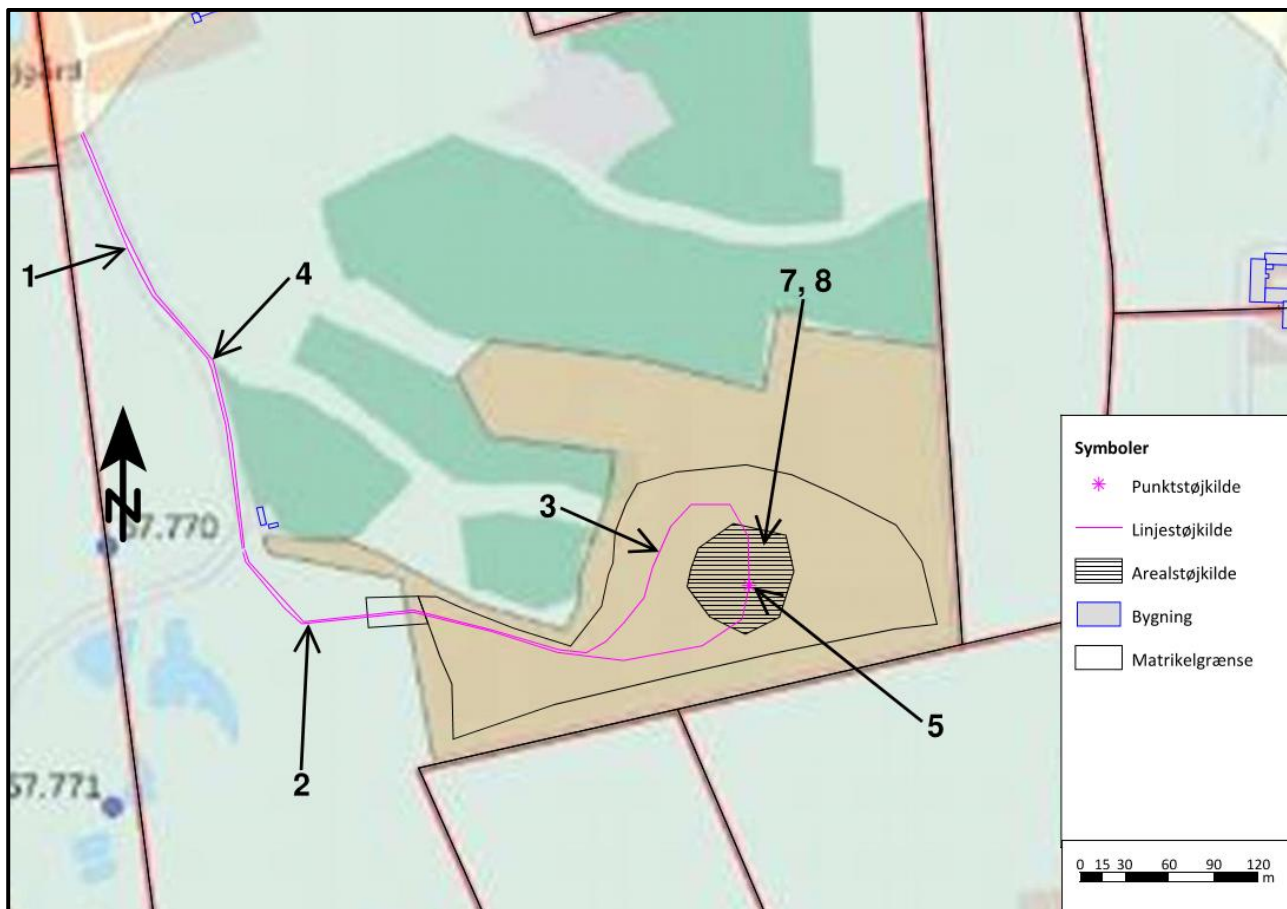 1
4
7, 8
N
3
57.770
Symboler
Punktstøjkilde
Linjestøjkilde
Arealstøjkilde
Bygning
Matrikelgrænse
5
2
57.771
0 15 30 60 90 120
m